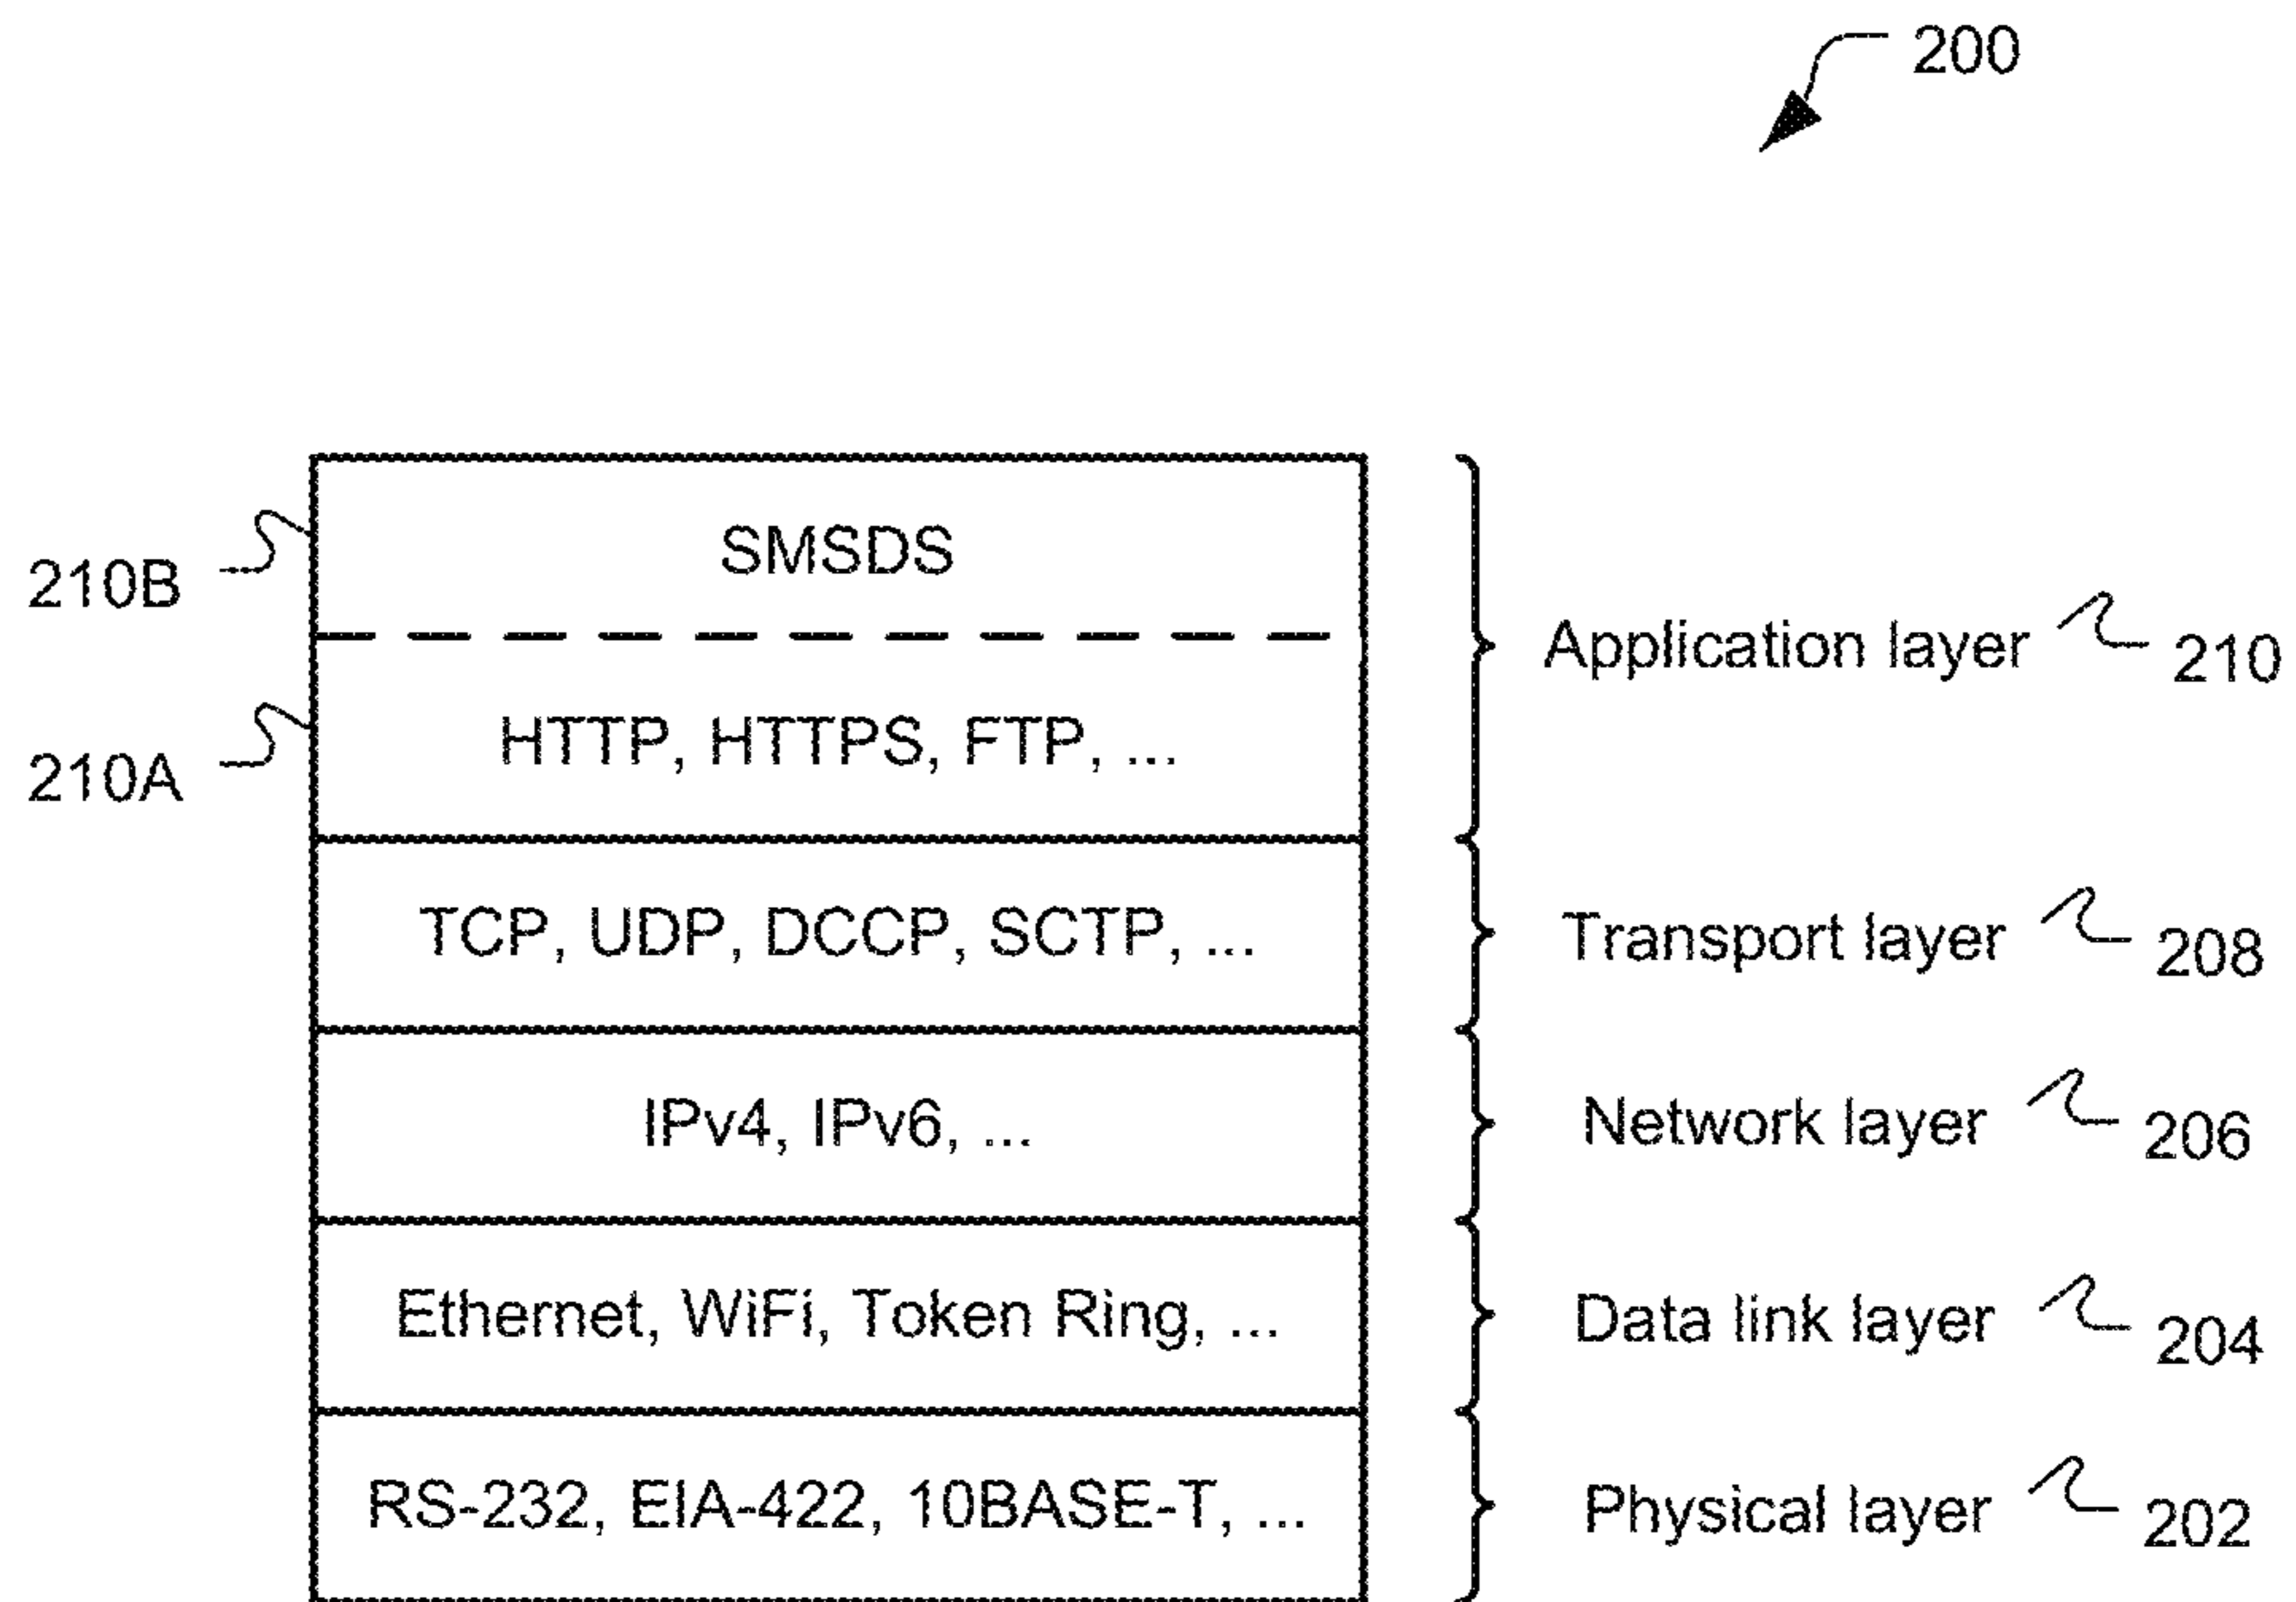 200
SMSDS
210B
Application layer 210
HTTP, HTTPS, FTP, ...
210A
TCP, UDP, DCCP, SCTP, ...
Transport layer 208
IPv4, IPv6, ...
Network layer 206
Ethernet, WiFi, Token Ring, ...
Data link layer 204
RS-232, EIA-422, 10BASE-T, ...
Physical layer 202